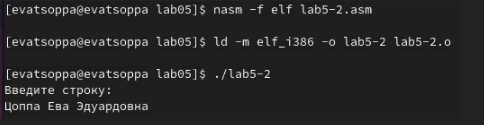 [evatsoppa@evatsoppa lab05]$ nasm -f elf lab5-2.asm
[evatsoppa@evatsoppa lab05]$ ld -m elf_i386 -o lab5-2 lab5-2.o
[evatsoppa@evatsoppa lab05]$ ./lab5-2
Введите строку:
Цоппа Ева Эдуардовна